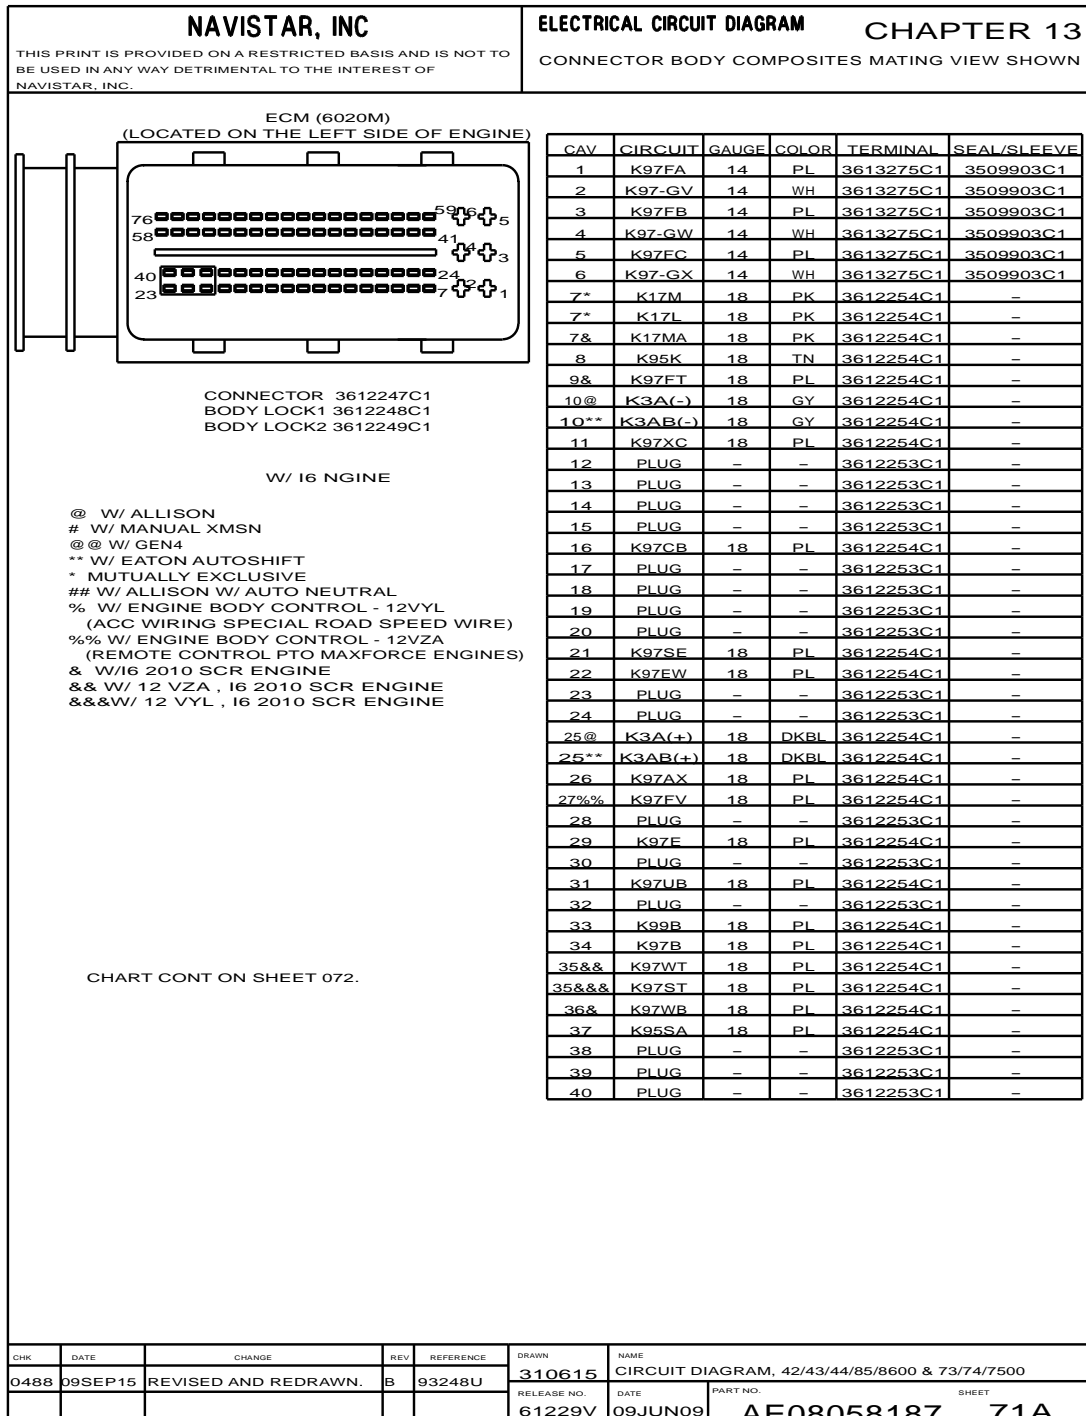 NAVISTAR, INC
THIS PRINT IS PROVIDED ON A RESTRICTED BASIS AND IS NOT TO
BE USED IN ANY WAY DETRIMENTAL TO THE INTEREST OF
NAVISTAR, INC.
ELECTRICAL CIRCUIT DIAGRAM CHAPTER 13
CONNECTOR BODY COMPOSITES MATING VIEW SHOWN
ECM (6020M)
(LOCATED ON THE LEFT SIDE OF ENGINE)
76 59 6 5
58 41 4 3
40 24 2
23 7 1
CONNECTOR 3612247C1
BODY LOCK1 3612248C1
BODY LOCK2 3612249C1
W/ I6 NGINE
@ W/ ALLISON
# W/ MANUAL XMSN
@@ W/ GEN4
** W/ EATON AUTOSHIFT
* MUTUALLY EXCLUSIVE
## W/ ALLISON W/ AUTO NEUTRAL
% W/ ENGINE BODY CONTROL - 12VYL
(ACC WIRING SPECIAL ROAD SPEED WIRE)
%% W/ ENGINE BODY CONTROL - 12VZA
(REMOTE CONTROL PTO MAXFORCE ENGINES)
& W/I6 2010 SCR ENGINE
&& W/ 12 VZA , I6 2010 SCR ENGINE
&&&W/ 12 VYL , I6 2010 SCR ENGINE
CHART CONT ON SHEET 072.
CAV CIRCUIT GAUGE COLOR TERMINAL SEAL/SLEEVE
1 K97FA 14 PL 3613275C1 3509903C1
2 K97-GV 14 WH 3613275C1 3509903C1
3 K97FB 14 PL 3613275C1 3509903C1
4 K97-GW 14 WH 3613275C1 3509903C1
5 K97FC 14 PL 3613275C1 3509903C1
6 K97-GX 14 WH 3613275C1 3509903C1
7* K17M 18 PK 3612254C1 –
7* K17L 18 PK 3612254C1 –
7& K17MA 18 PK 3612254C1 –
8 K95K 18 TN 3612254C1 –
9& K97FT 18 PL 3612254C1 –
10@ K3A(-) 18 GY 3612254C1 –
10** K3AB(-) 18 GY 3612254C1 –
11 K97XC 18 PL 3612254C1 –
12 PLUG – – 3612253C1 –
13 PLUG – – 3612253C1 –
14 PLUG – – 3612253C1 –
15 PLUG – – 3612253C1 –
16 K97CB 18 PL 3612254C1 –
17 PLUG – – 3612253C1 –
18 PLUG – – 3612253C1 –
19 PLUG – – 3612253C1 –
20 PLUG – – 3612253C1 –
21 K97SE 18 PL 3612254C1 –
22 K97EW 18 PL 3612254C1 –
23 PLUG – – 3612253C1 –
24 PLUG – – 3612253C1 –
25@ K3A(+) 18 DKBL 3612254C1 –
25** K3AB(+) 18 DKBL 3612254C1 –
26 K97AX 18 PL 3612254C1 –
27%% K97FV 18 PL 3612254C1 –
28 PLUG – – 3612253C1 –
29 K97E 18 PL 3612254C1 –
30 PLUG – – 3612253C1 –
31 K97UB 18 PL 3612254C1 –
32 PLUG – – 3612253C1 –
33 K99B 18 PL 3612254C1 –
34 K97B 18 PL 3612254C1 –
35&& K97WT 18 PL 3612254C1 –
35&&& K97ST 18 PL 3612254C1 –
36& K97WB 18 PL 3612254C1 –
37 K95SA 18 PL 3612254C1 –
38 PLUG – – 3612253C1 –
39 PLUG – – 3612253C1 –
40 PLUG – – 3612253C1 –
CHK DATE CHANGE REV REFERENCE
0488 09SEP15 REVISED AND REDRAWN. B 93248U
DRAWN NAME
310615 CIRCUIT DIAGRAM, 42/43/44/85/8600 & 73/74/7500
RELEASE NO. DATE PART NO. SHEET
61229V 09JUN09 AE08058187 71A